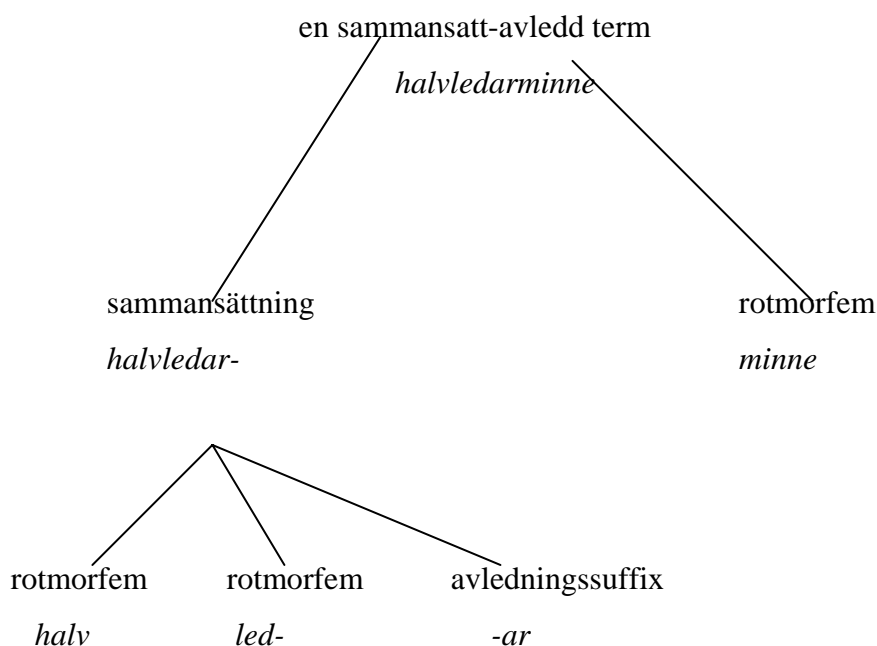 en sammansatt-avledd term
halvledarminne
sammansättning rotmorfem
halvledar- minne
rotmorfem rotmorfem avledningssuffix
halv led- -ar